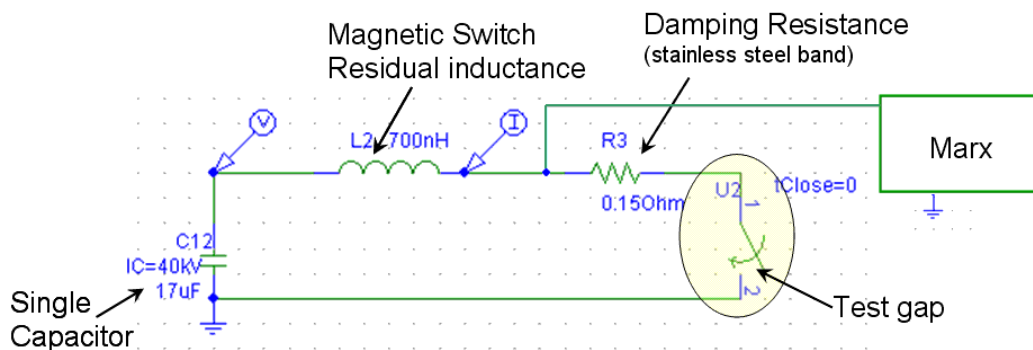 Magnetic Switch
Residual inductance
Damping Resistance
(stainless steel band)
V
L2 700nH
I
R3
0.15Ohm
Marx
U2
tClose=0
1
2
C12
IC=40kV
17uF
Single
Capacitor
Test gap